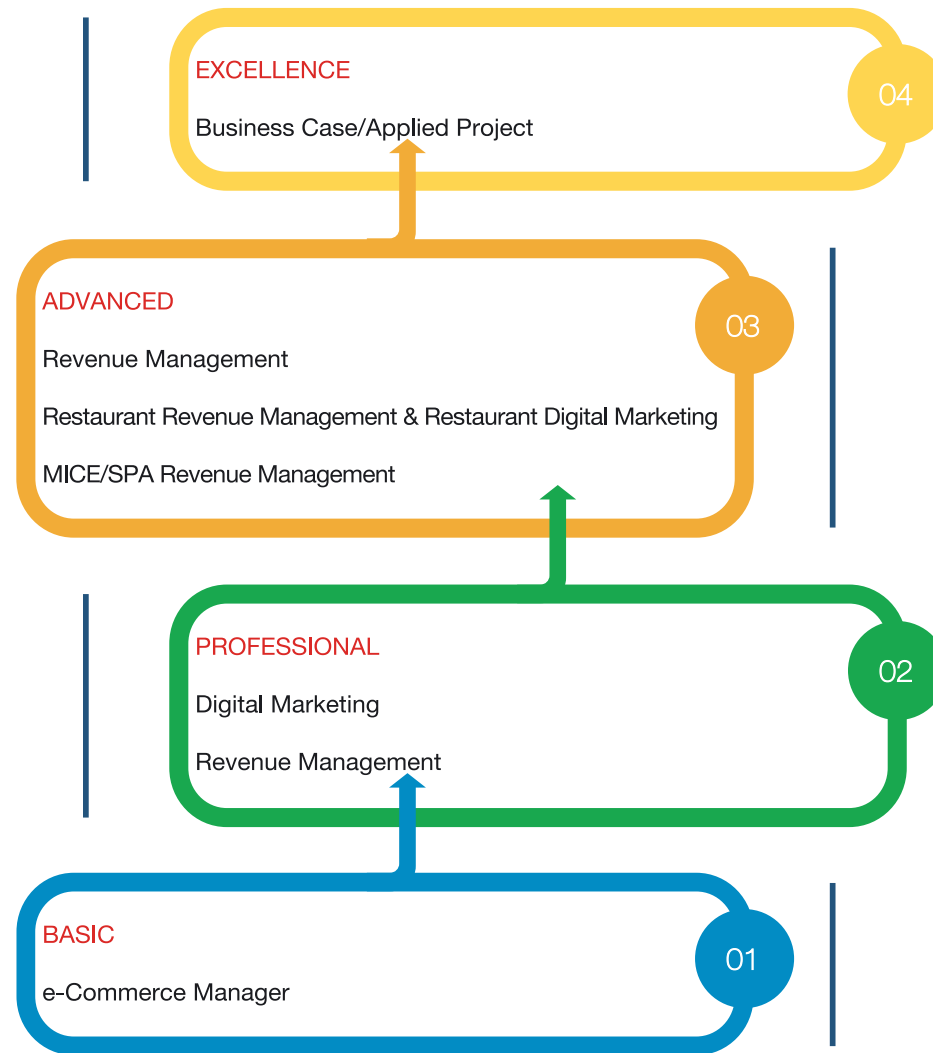 EXCELLENCE
04
Business Case/Applied Project
ADVANCED
03
Revenue Management
Restaurant Revenue Management & Restaurant Digital Marketing
MICE/SPA Revenue Management
PROFESSIONAL
02
Digital Marketing
Revenue Management
BASIC
01
e-Commerce Manager